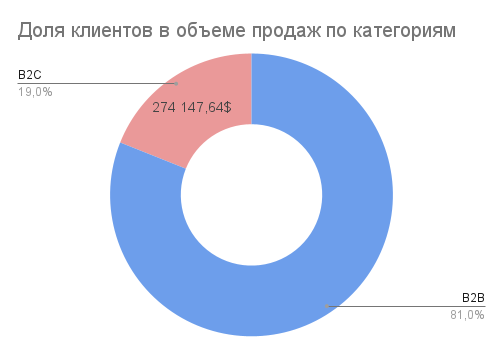 Доля клиентов в объеме продаж по категориям
B2C
19,0%
274 147,64$
B2B
81,0%